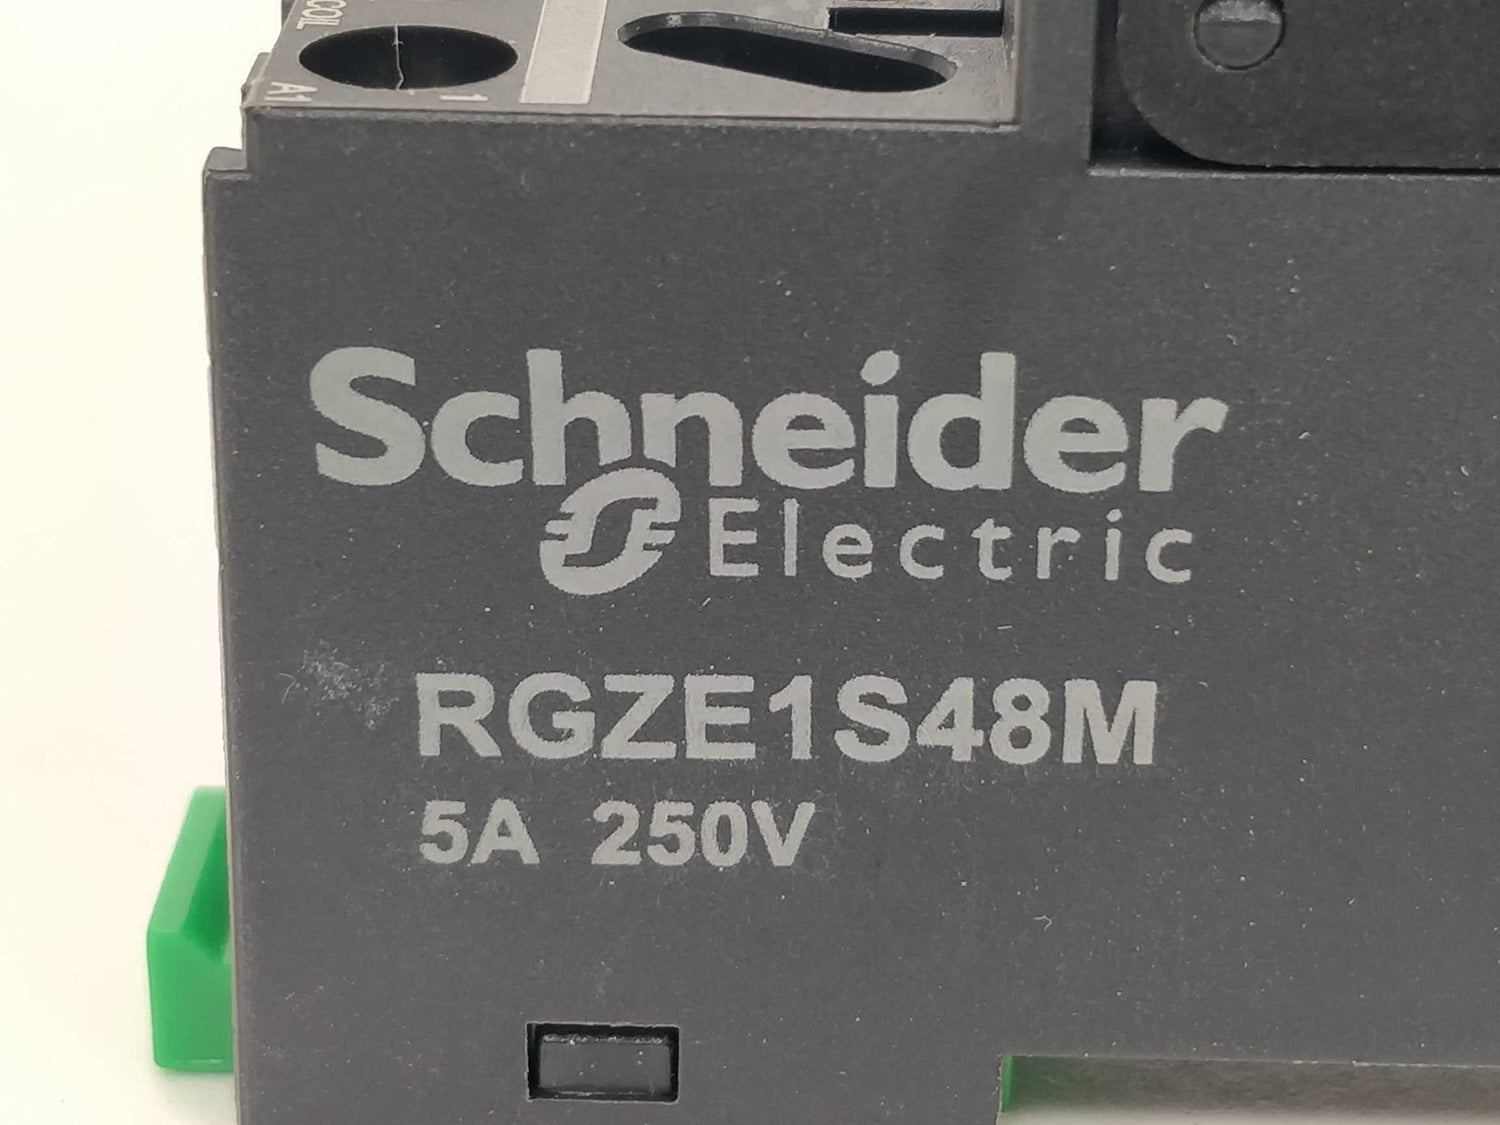 COIL
A1
1
Schneider
Electric
RGZE1S48M
5A 250V